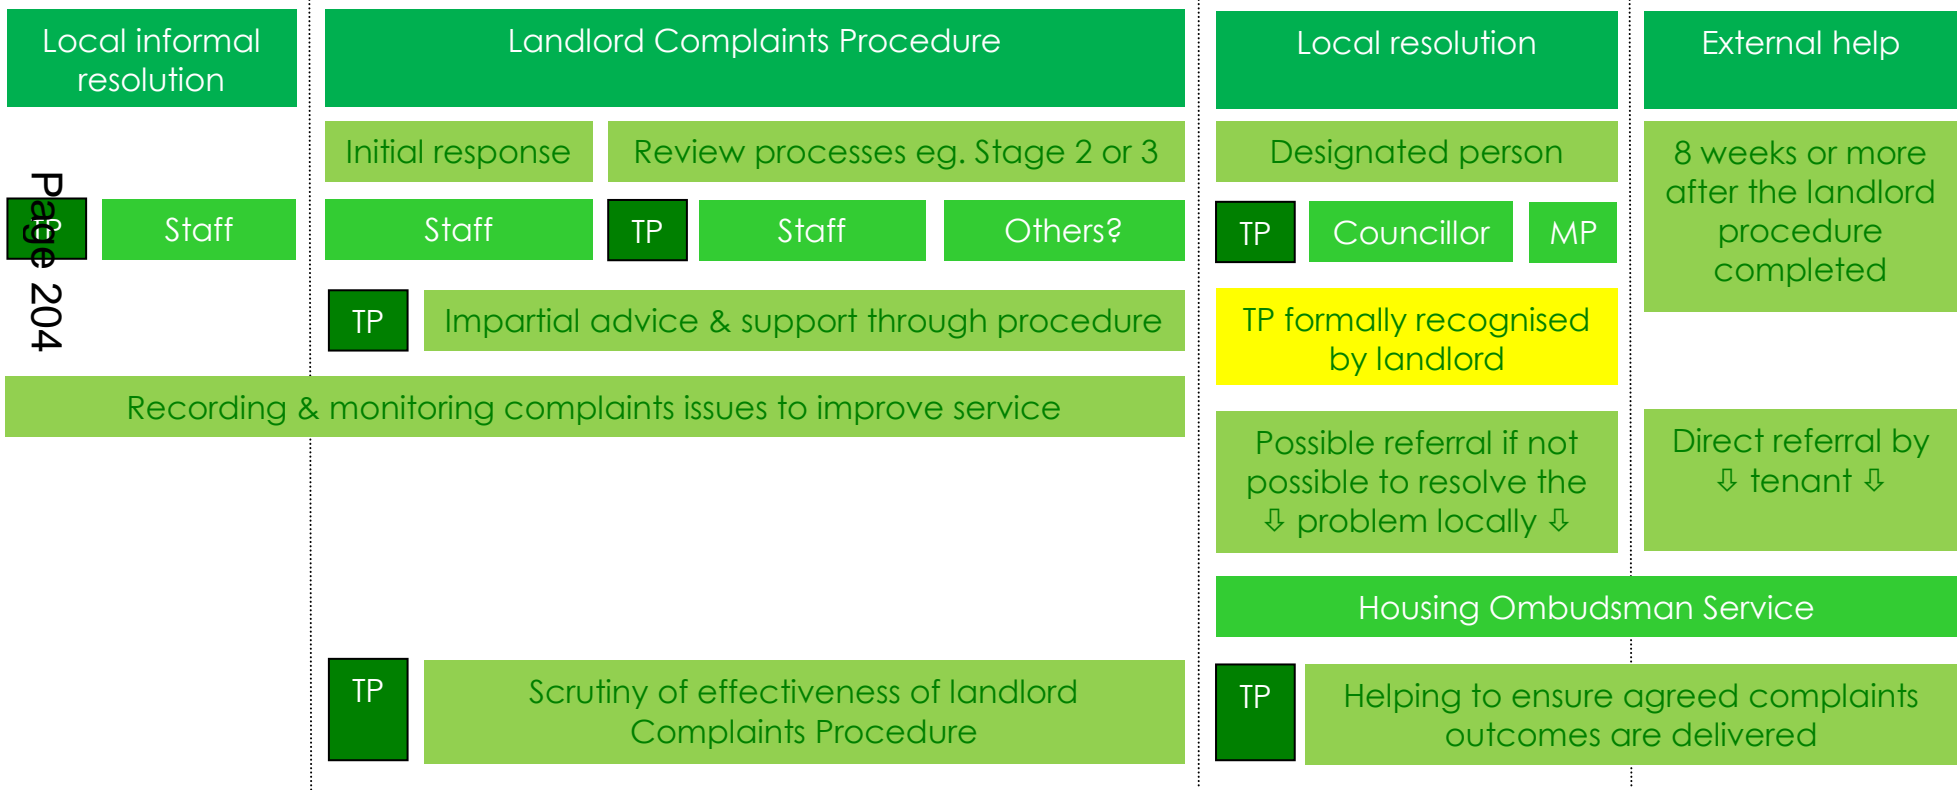 Local informal
resolution
Landlord Complaints Procedure
Local resolution
External help
Initial response
Review processes eg. Stage 2 or 3
Designated person
8 weeks or more
after the landlord
procedure
completed
Page 204
TP
Staff
Staff
TP
Staff
Others?
TP
Councillor
MP
TP
Impartial advice & support through procedure
TP formally recognised
by landlord
Recording & monitoring complaints issues to improve service
Possible referral if not
possible to resolve the
⇩ problem locally ⇩
Direct referral by
⇩ tenant ⇩
Housing Ombudsman Service
TP
Scrutiny of effectiveness of landlord
Complaints Procedure
TP
Helping to ensure agreed complaints
outcomes are delivered